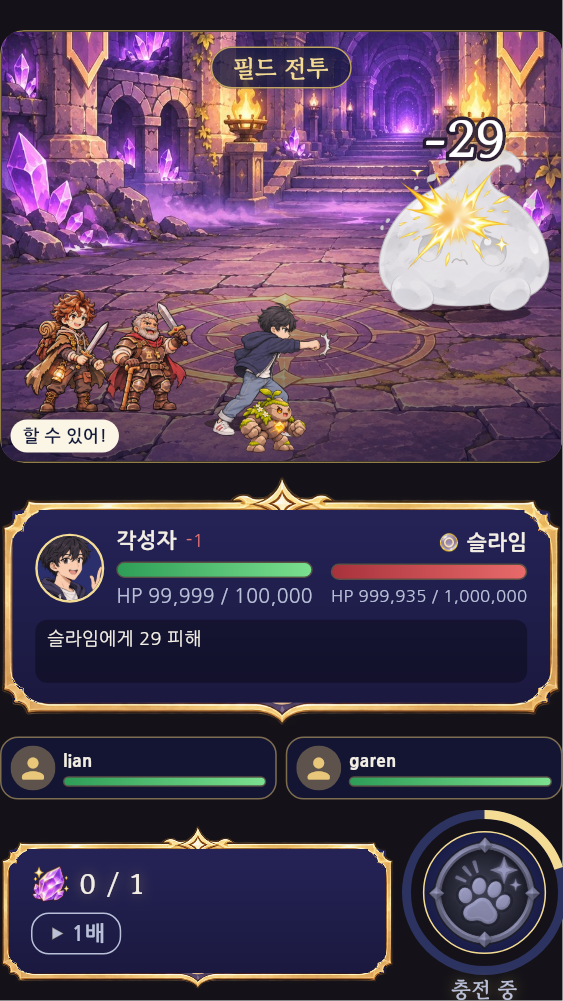 필드 전투
-29
할 수 있어!
각성자 -1
슬라임
HP 99,999 / 100,000
HP 999,935 / 1,000,000
슬라임에게 29 피해
lian
garen
0 / 1
▶ 1배
충전 중